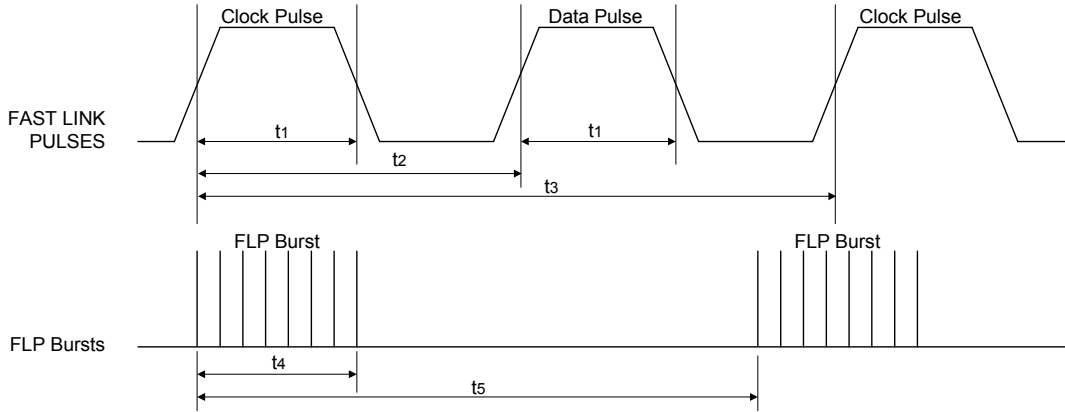 Clock Pulse
Data Pulse
Clock Pulse
FAST LINK
PULSES
t1
t1
t2
t3
FLP Burst
FLP Burst
FLP Bursts
t4
t5